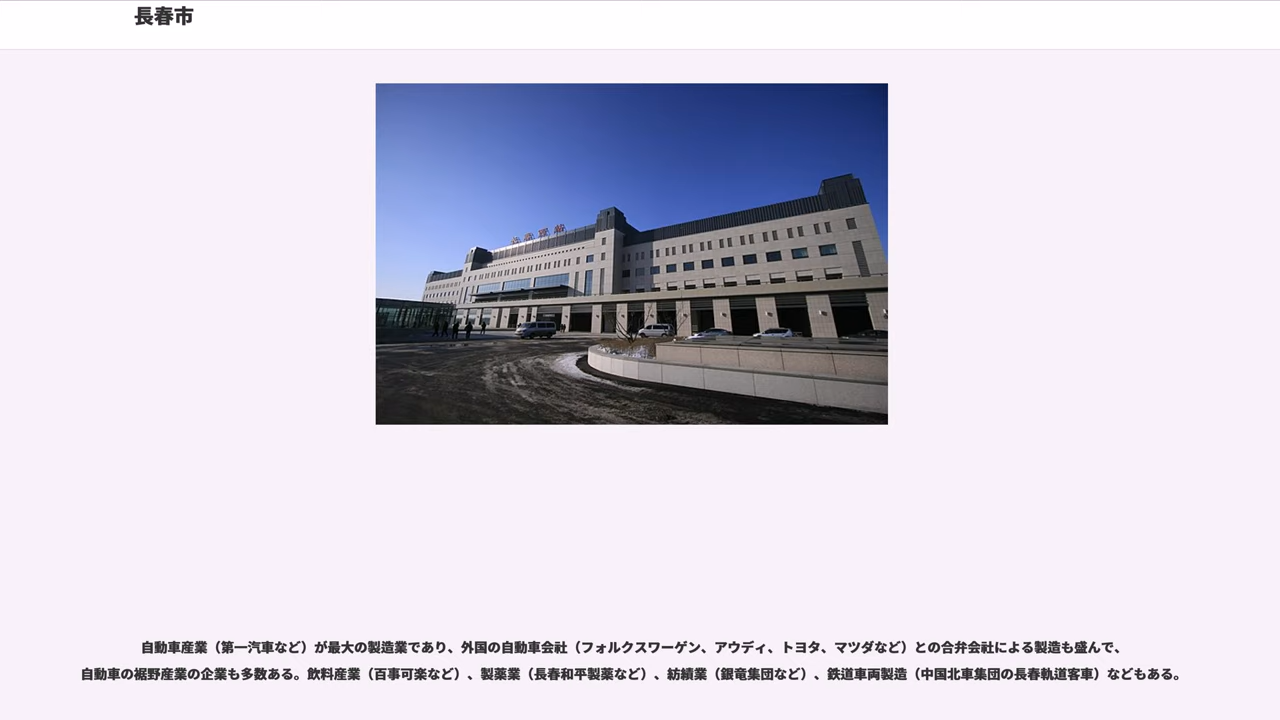 長春市
自動車産業（第一汽車など）が最大の製造業であり、外国の自動車会社（フォルクスワーゲン、アウディ、トヨタ、マツダなど）との合弁会社による製造も盛んで、
自動車の裾野産業の企業も多数ある。飲料産業（百事可楽など）、製薬業（長春和平製薬など）、紡績業（銀竜集団など）、鉄道車両製造（中国北車集団の長春軌道客車）などもある。